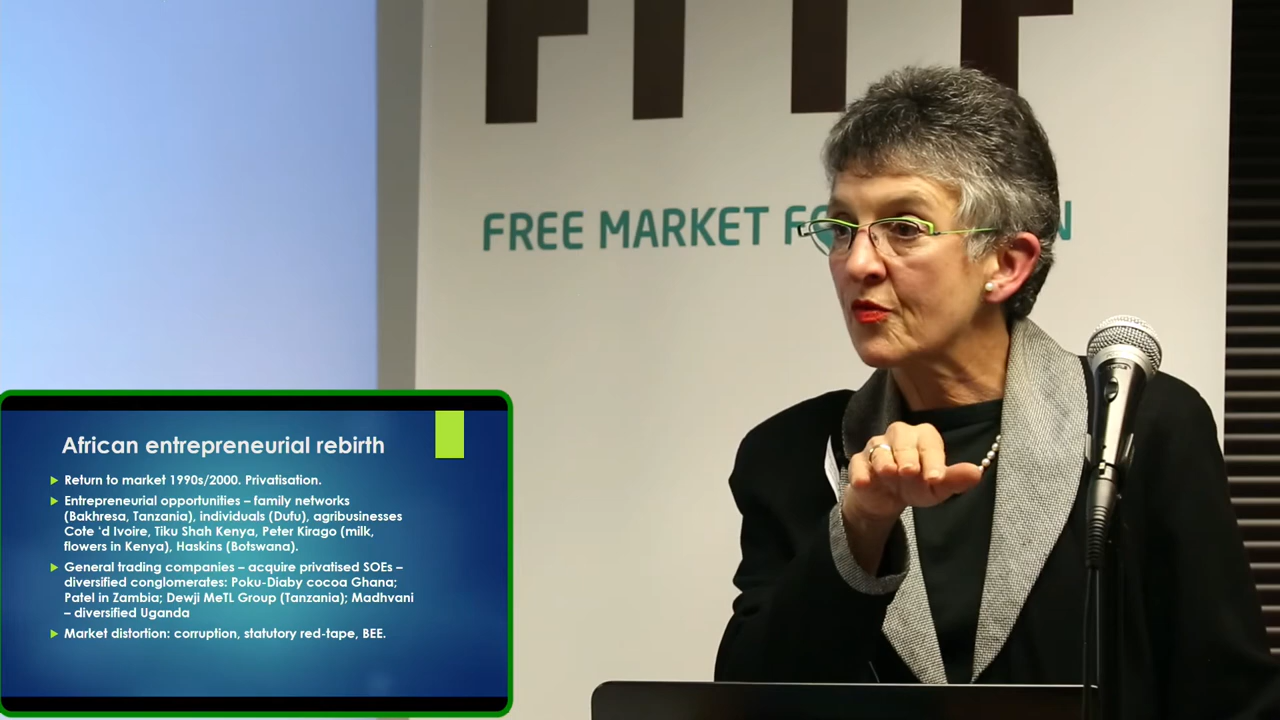 FREE MARKET
African entrepreneurial rebirth
Return to market 1990s/2000. Privatisation.
Entrepreneurial opportunities – family networks
(Bakhresa, Tanzania), individuals (Dufu), agribusinesses
Cote 'd Ivoire, Tiku Shah Kenya, Peter Kirago (milk,
flowers in Kenya), Haskins (Botswana).
General trading companies – acquire privatised SOEs –
diversified conglomerates: Poku-Diaby cocoa Ghana;
Patel in Zambia; Dewji MeTL Group (Tanzania); Madhvani
– diversified Uganda
Market distortion: corruption, statutory red-tape, BEE.